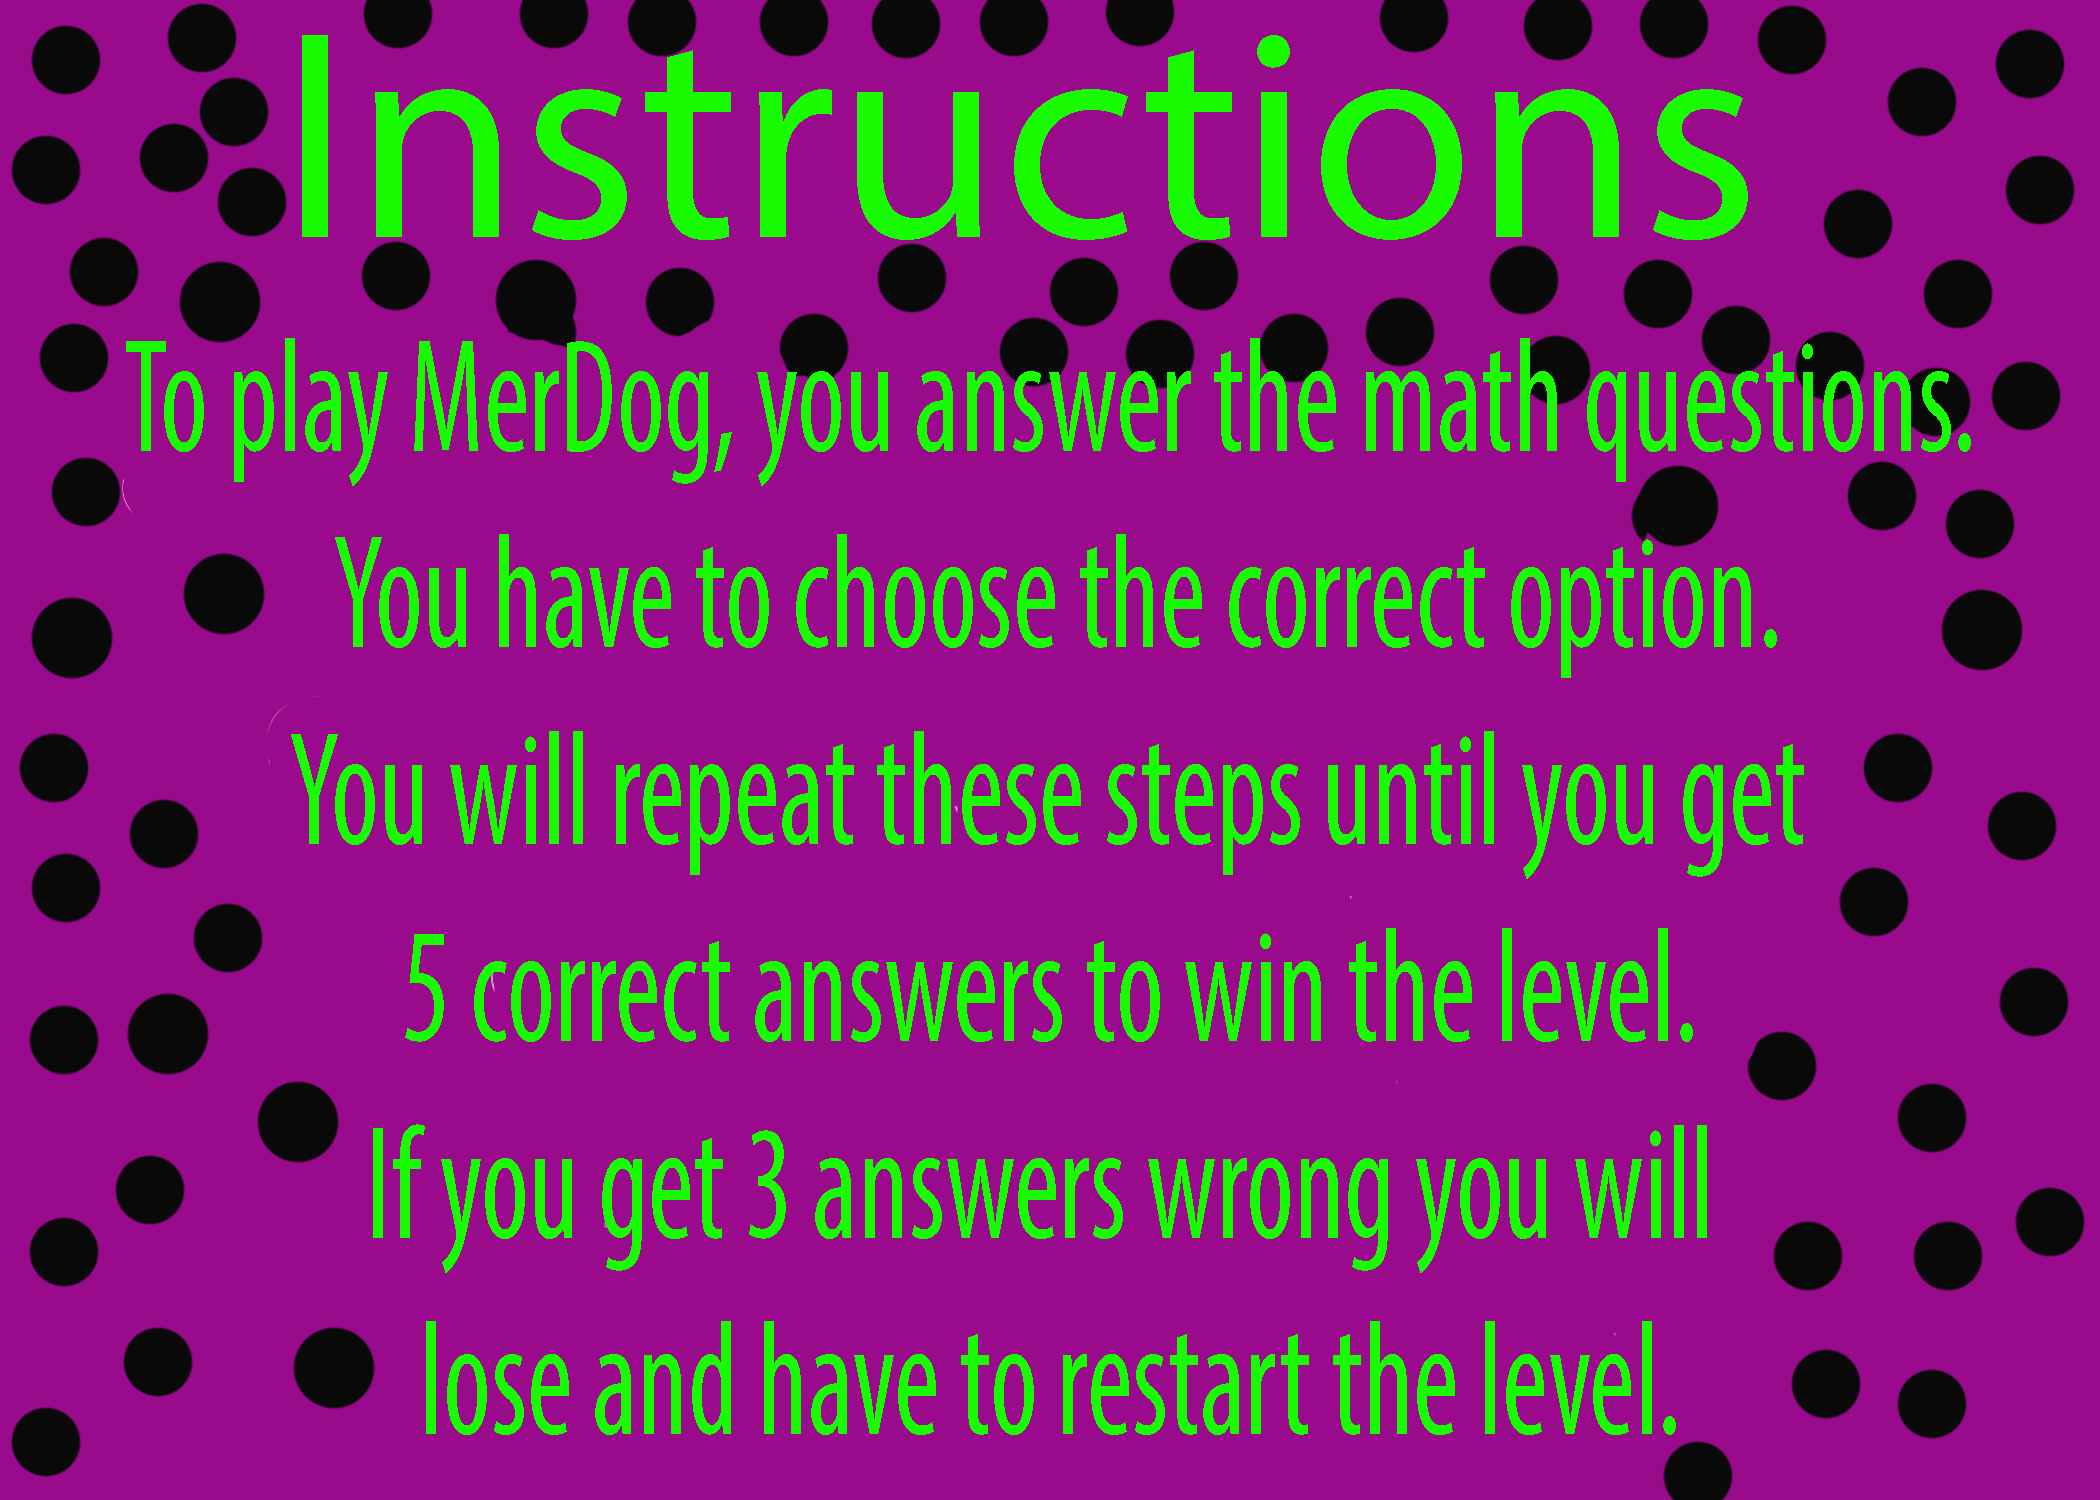 Instructions
To play MerDog, you answer the math questions.
You have to choose the correct option.
You will repeat these steps until you get
5 correct answers to win the level.
If you get 3 answers wrong you will
lose and have to restart the level.